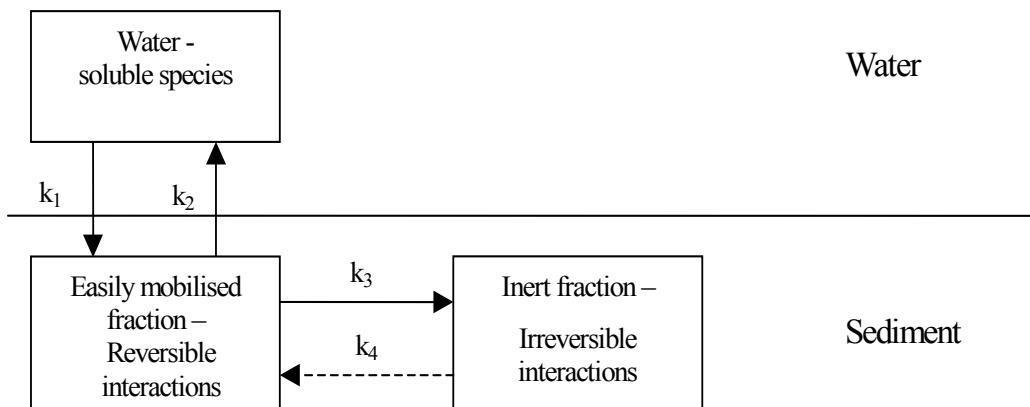 Water -
soluble species
Water
k₁
k₂
Easily mobilised
fraction –
Reversible
interactions
k₃
k₄
Inert fraction –
Irreversible
interactions
Sediment